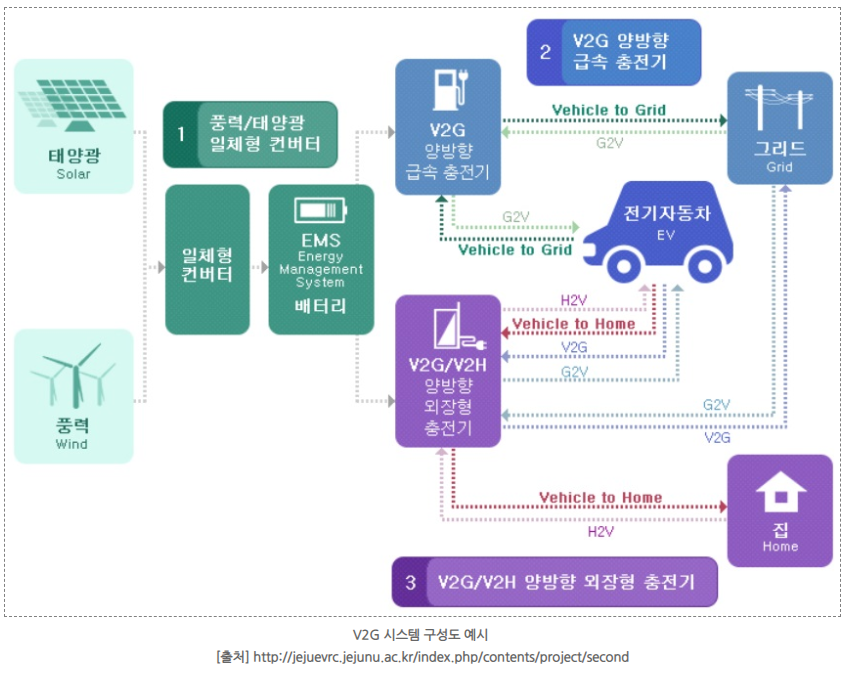 태양광
Solar
풍력
Wind
1
풍력/태양광
일체형 컨버터
일체형
컨버터
EMS
Energy
Management
System
배터리
2
V2G 양방향
급속 충전기
V2G
양방향
급속 충전기
Vehicle to Grid
G2V
그리드
Grid
G2V
Vehicle to Grid
전기자동차
EV
V2G/V2H
양방향
외장형
충전기
H2V
Vehicle to Home
V2G
G2V
G2V
V2G
Vehicle to Home
H2V
집
Home
3
V2G/V2H 양방향 외장형 충전기
V2G 시스템 구성도 예시
[출처] http://jejuevrc.jejunu.ac.kr/index.php/contents/project/second